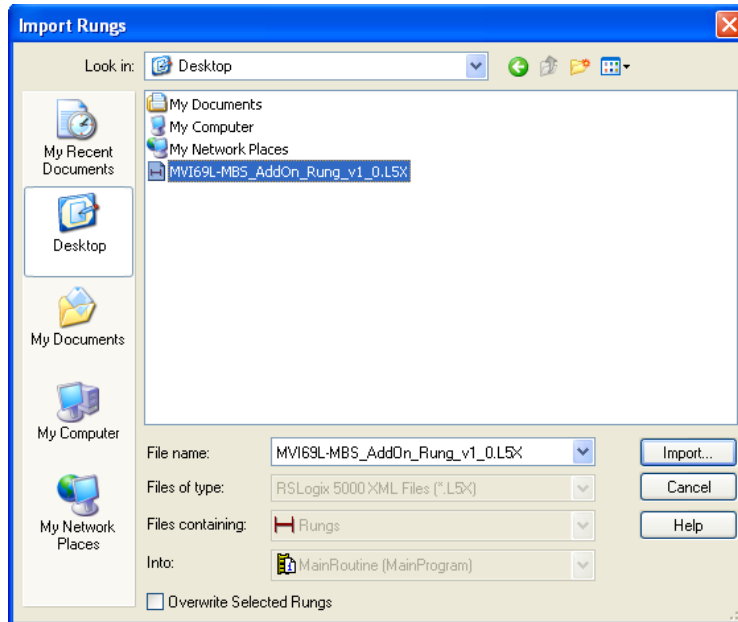 Import Rungs
Look in:
Desktop
My Recent
Documents
Desktop
My Documents
My Computer
My Network
Places
My Documents
My Computer
My Network Places
MVI69L-MBS_AddOn_Rung_v1_0.L5X
File name:
MVI69L-MBS_AddOn_Rung_v1_0.L5X
Import...
Files of type:
RSLogix 5000 XML Files (*.L5X)
Cancel
Files containing:
Rungs
Help
Into:
MainRoutine (MainProgram)
Overwrite Selected Rungs